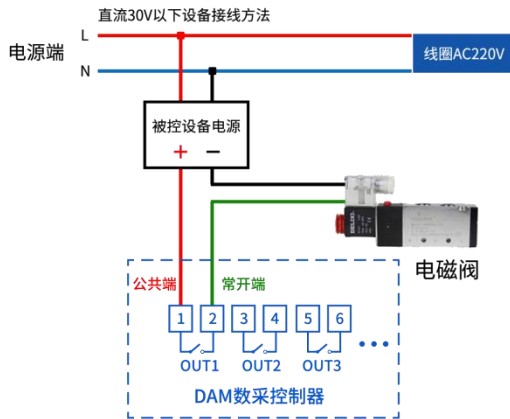 直流30V以下设备接线方法
L
电源端
N
线圈AC220V
被控设备电源
+ −
电磁阀
公共端 常开端
1 2 3 4 5 6
OUT1 OUT2 OUT3
DAM数采控制器